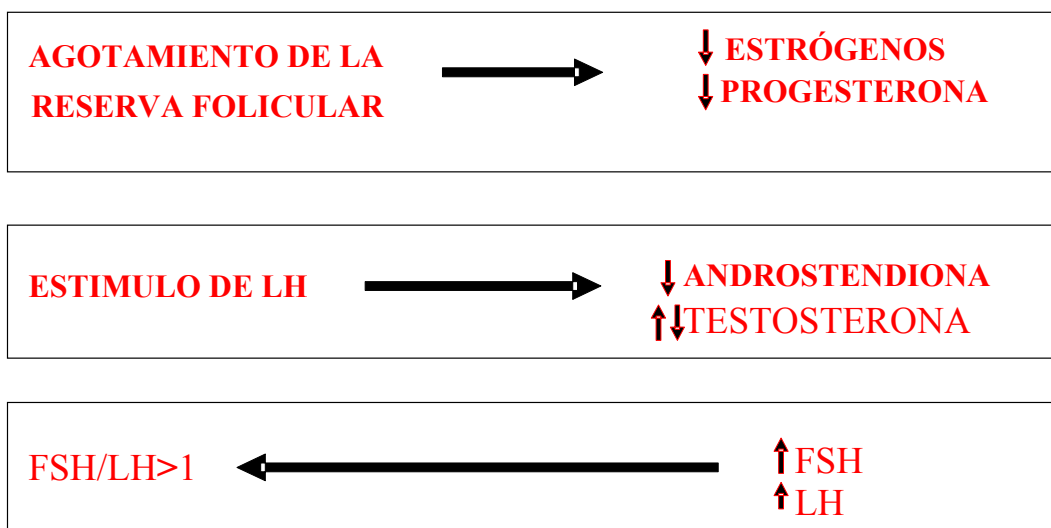 AGOTAMIENTO DE LA
RESERVA FOLICULAR
↓ ESTRÓGENOS
↓ PROGESTERONA
ESTIMULO DE LH
↓ ANDROSTENDIONA
↑↓TESTOSTERONA
FSH/LH>1
↑ FSH
↑ LH